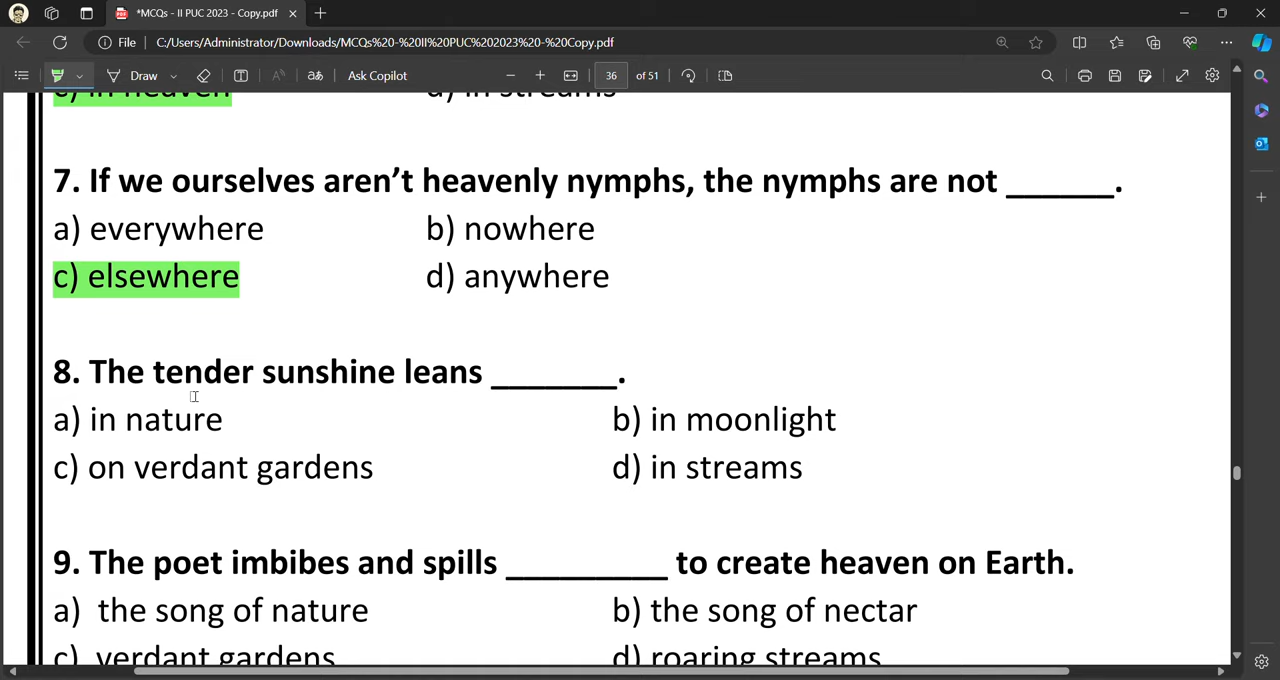 *MCQs - II PUC 2023 - Copy.pdf
File C:/Users/Administrator/Downloads/MCQs%20-%20II%20PUC%202023%20-%20Copy.pdf
Draw Ask Copilot 36 of 51
c) in heaven d) in streams
7. If we ourselves aren’t heavenly nymphs, the nymphs are not ______.
a) everywhere b) nowhere
c) elsewhere d) anywhere
8. The tender sunshine leans _______.
a) in nature b) in moonlight
c) on verdant gardens d) in streams
9. The poet imbibes and spills _________ to create heaven on Earth.
a) the song of nature b) the song of nectar
c) verdant gardens d) roaring streams